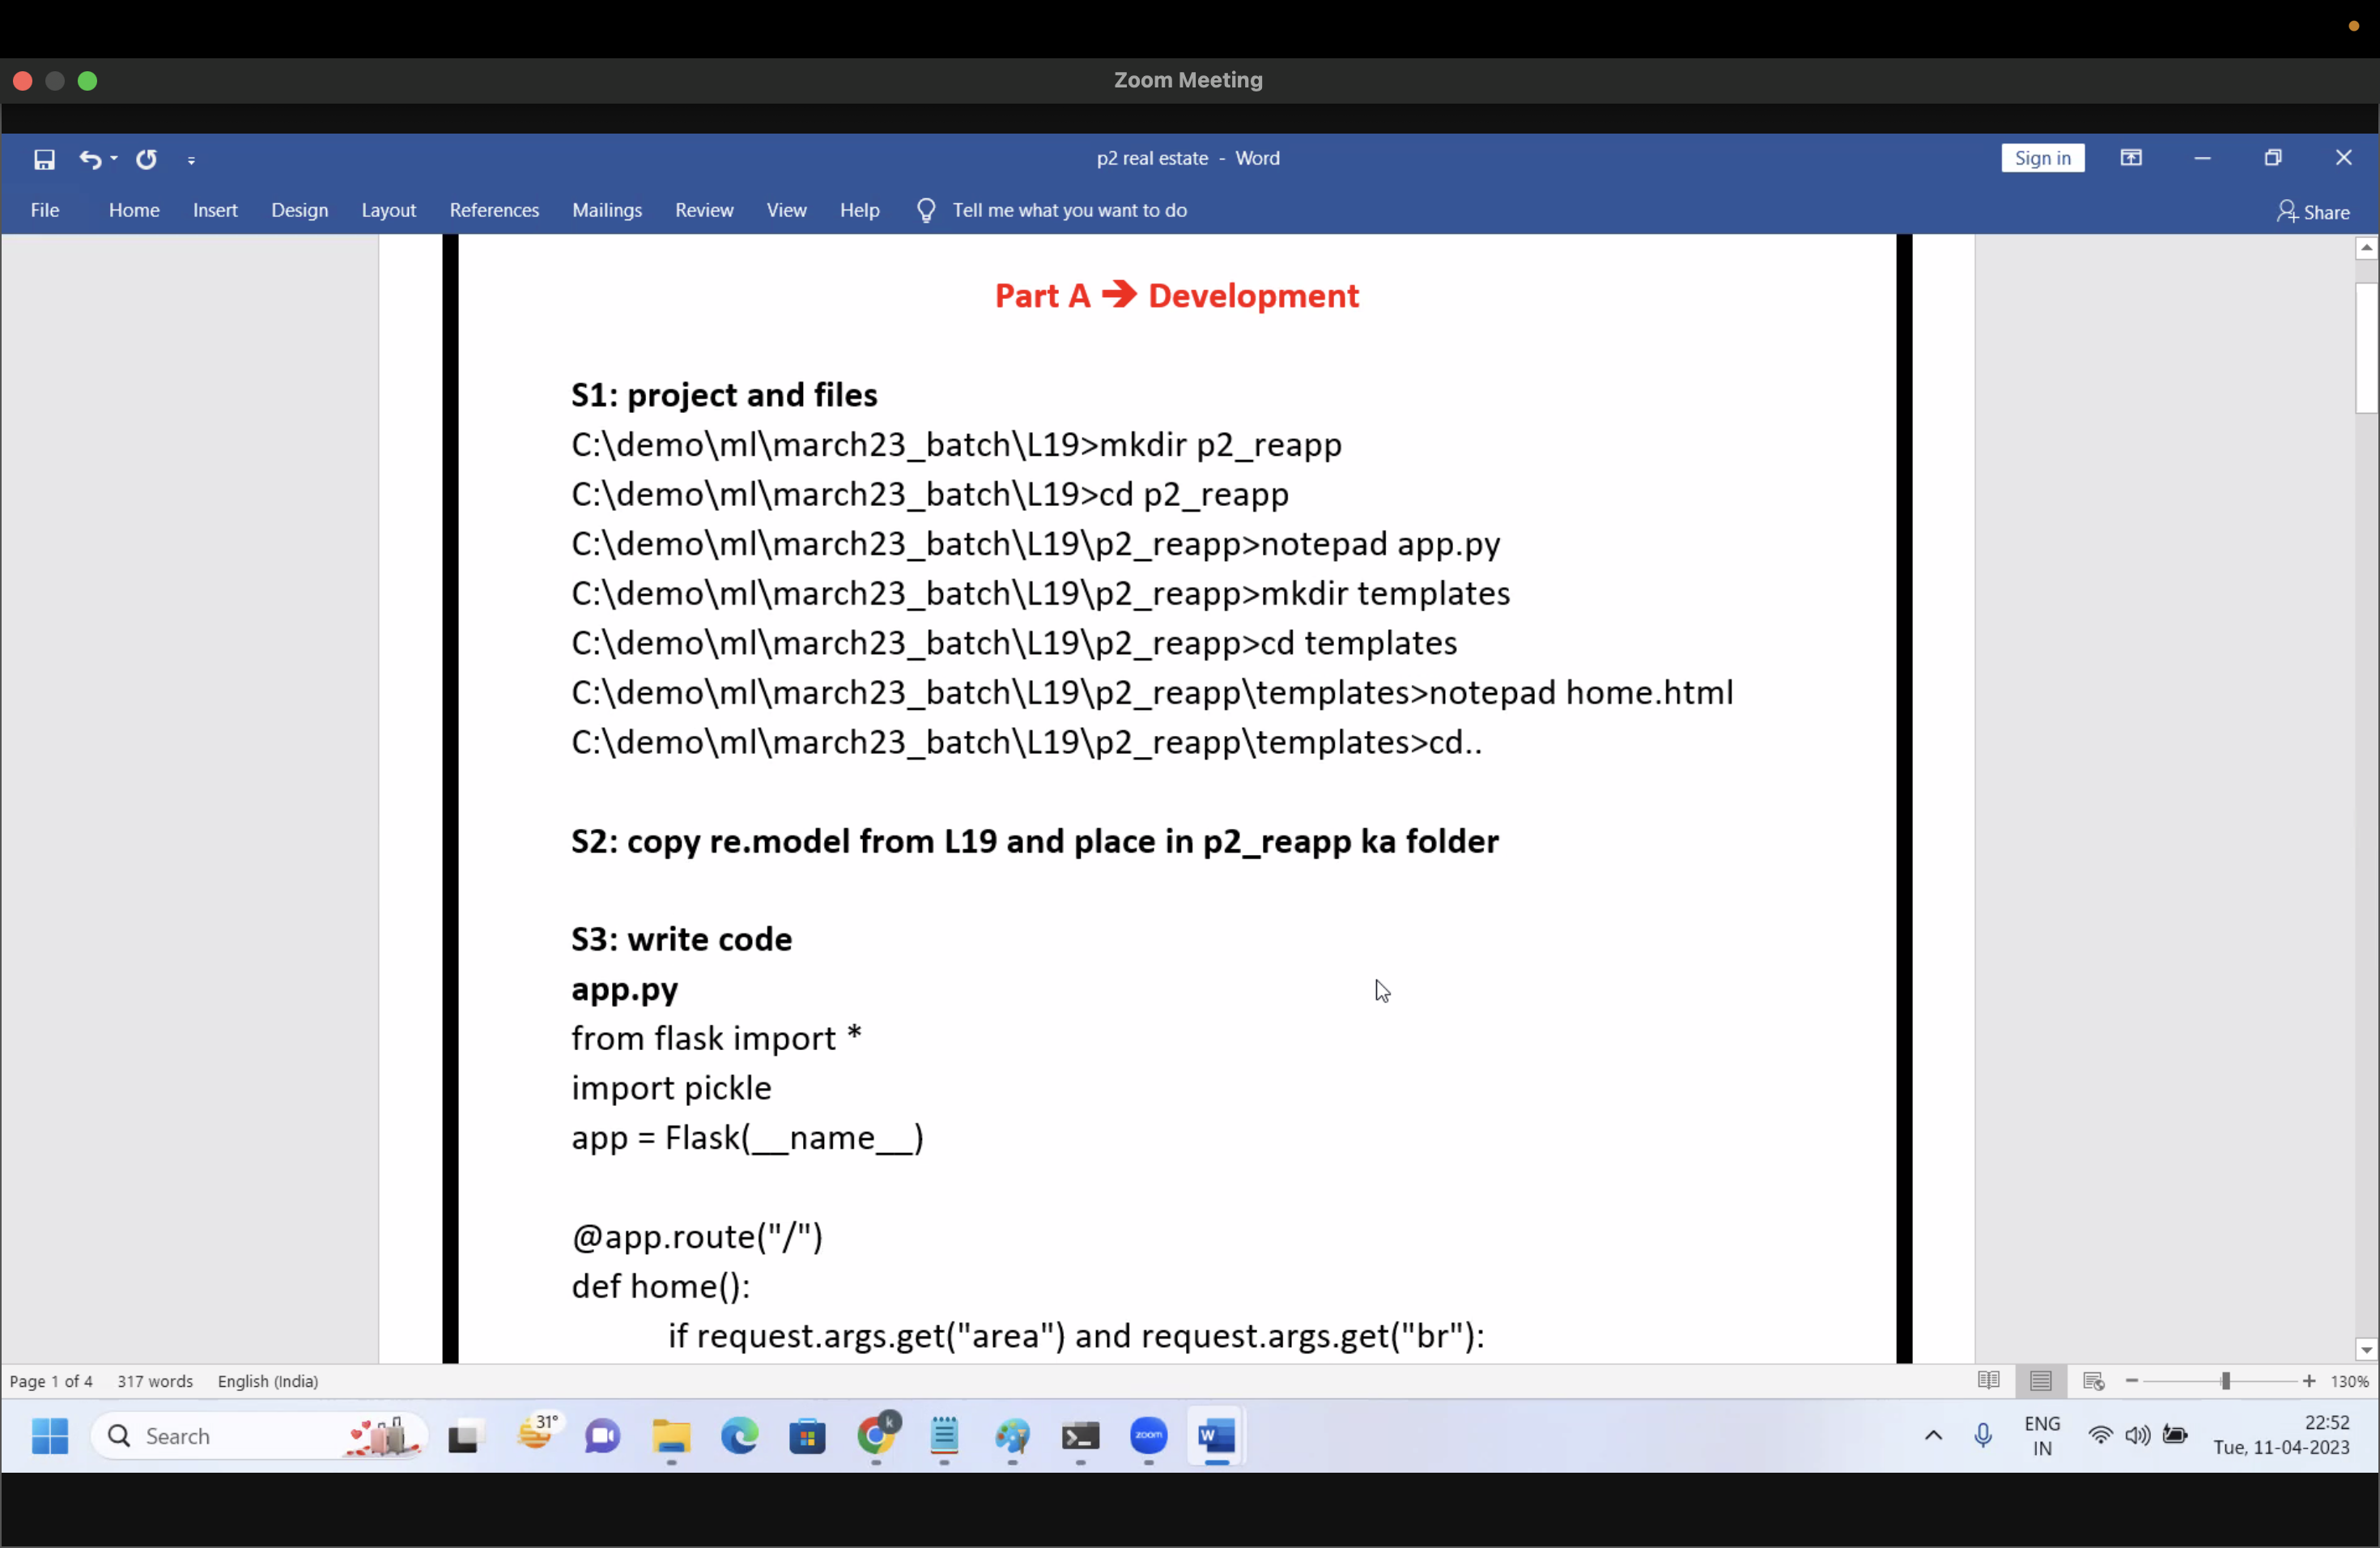 Zoom Meeting
p2 real estate - Word
Sign in
File Home Insert Design Layout References Mailings Review View Help Tell me what you want to do Share
Part A ➔ Development
S1: project and files
C:\demo\ml\march23_batch\L19>mkdir p2_reapp
C:\demo\ml\march23_batch\L19>cd p2_reapp
C:\demo\ml\march23_batch\L19\p2_reapp>notepad app.py
C:\demo\ml\march23_batch\L19\p2_reapp>mkdir templates
C:\demo\ml\march23_batch\L19\p2_reapp>cd templates
C:\demo\ml\march23_batch\L19\p2_reapp\templates>notepad home.html
C:\demo\ml\march23_batch\L19\p2_reapp\templates>cd..
S2: copy re.model from L19 and place in p2_reapp ka folder
S3: write code
app.py
from flask import *
import pickle
app = Flask(__name__)
@app.route("/")
def home():
if request.args.get("area") and request.args.get("br"):
Page 1 of 4 317 words English (India) 130%
Search
31°
k
zoom
W
ENG
IN
22:52
Tue, 11-04-2023